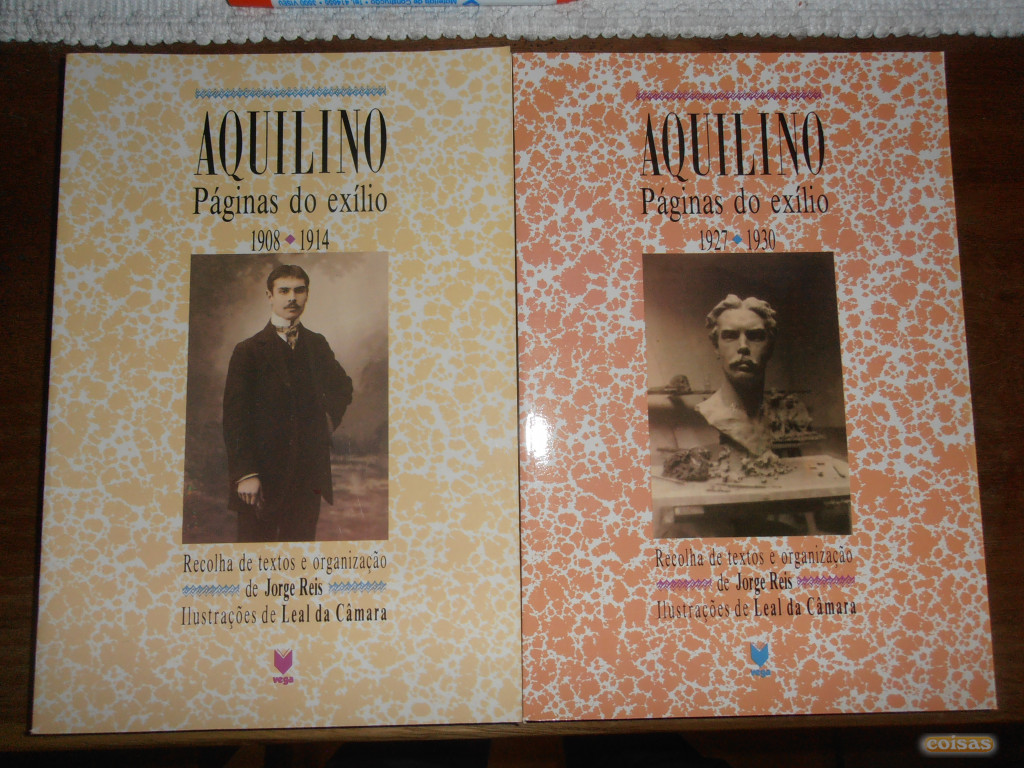 AQUILINO
Páginas do exílio
1908 ◆ 1914
Recolha de textos e organização
de Jorge Reis
Ilustrações de Leal da Câmara
vega
AQUILINO
Páginas do exílio
1927 ◆ 1930
Recolha de textos e organização
de Jorge Reis
Ilustrações de Leal da Câmara
vega
coisas